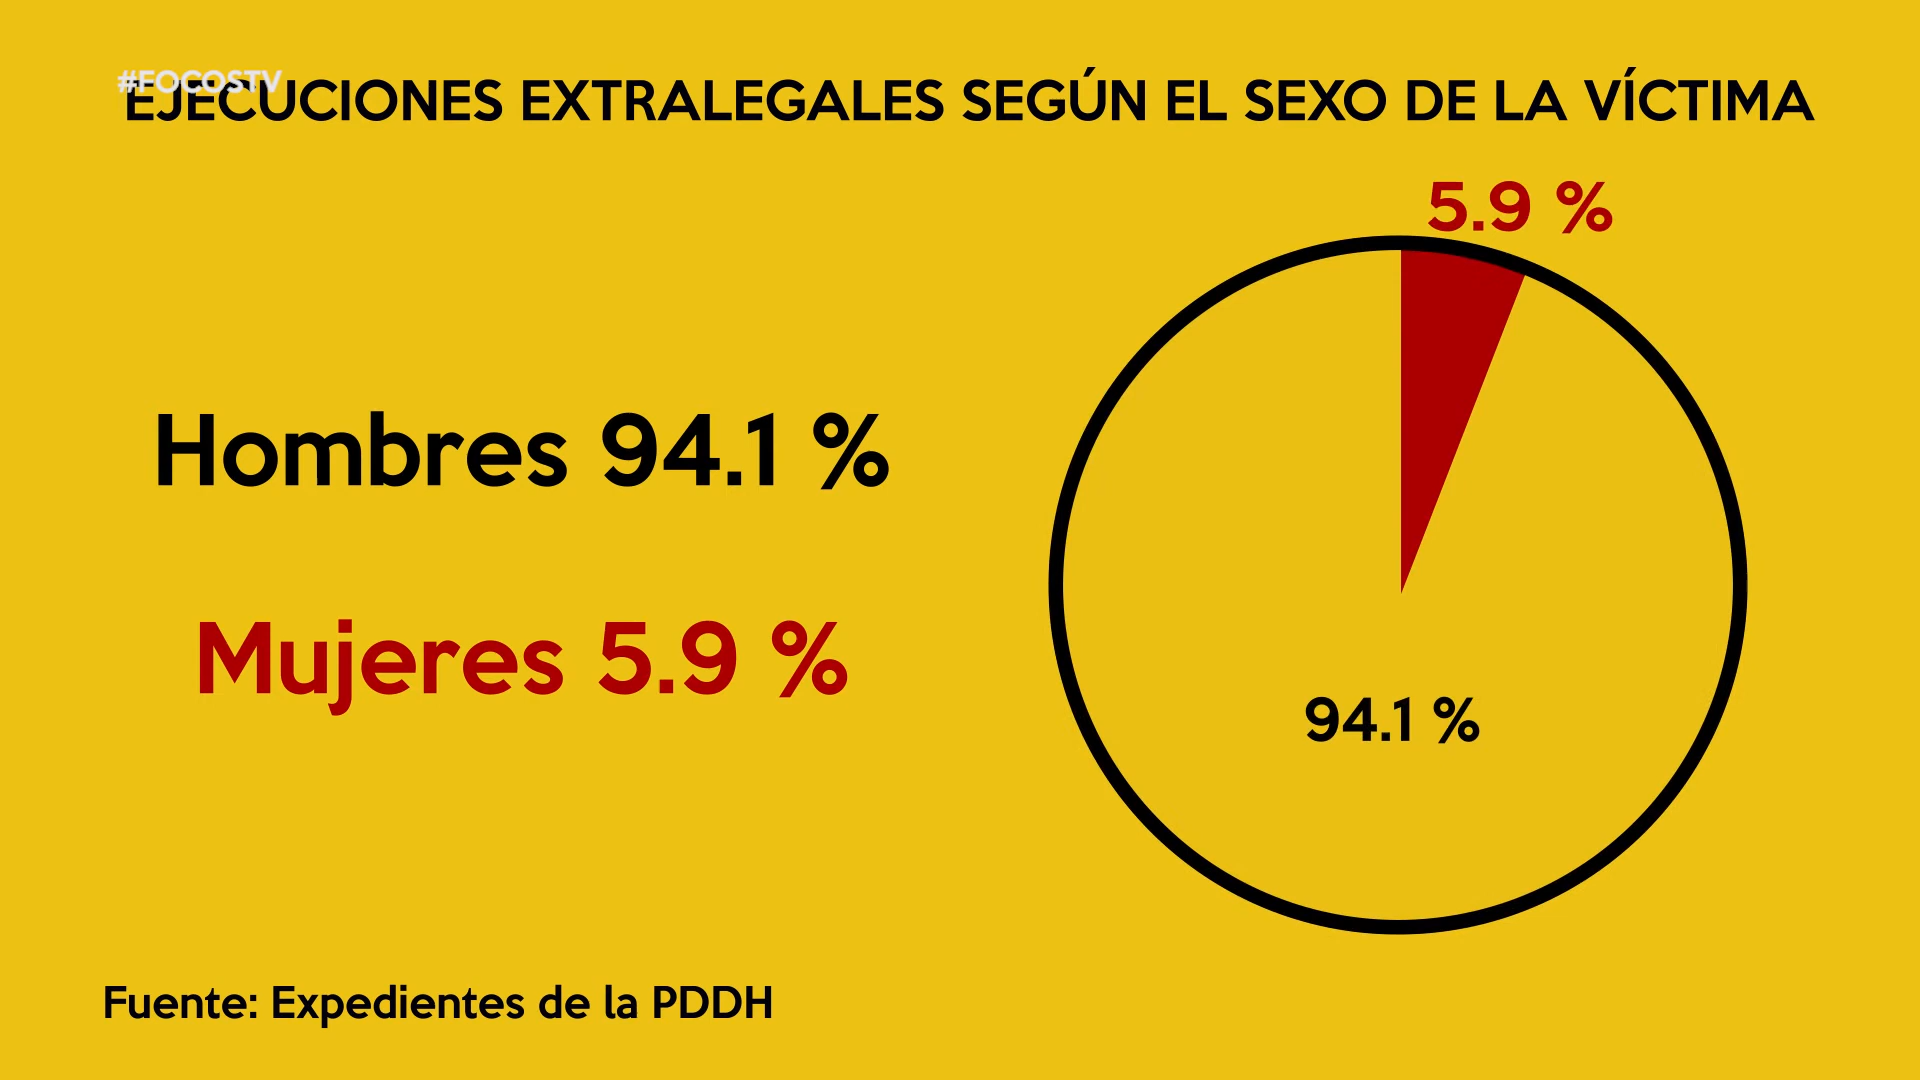 #FOCOSTV
EJECUCIONES EXTRALEGALES SEGÚN EL SEXO DE LA VÍCTIMA
5.9 %
Hombres 94.1 %
Mujeres 5.9 %
94.1 %
Fuente: Expedientes de la PDDH